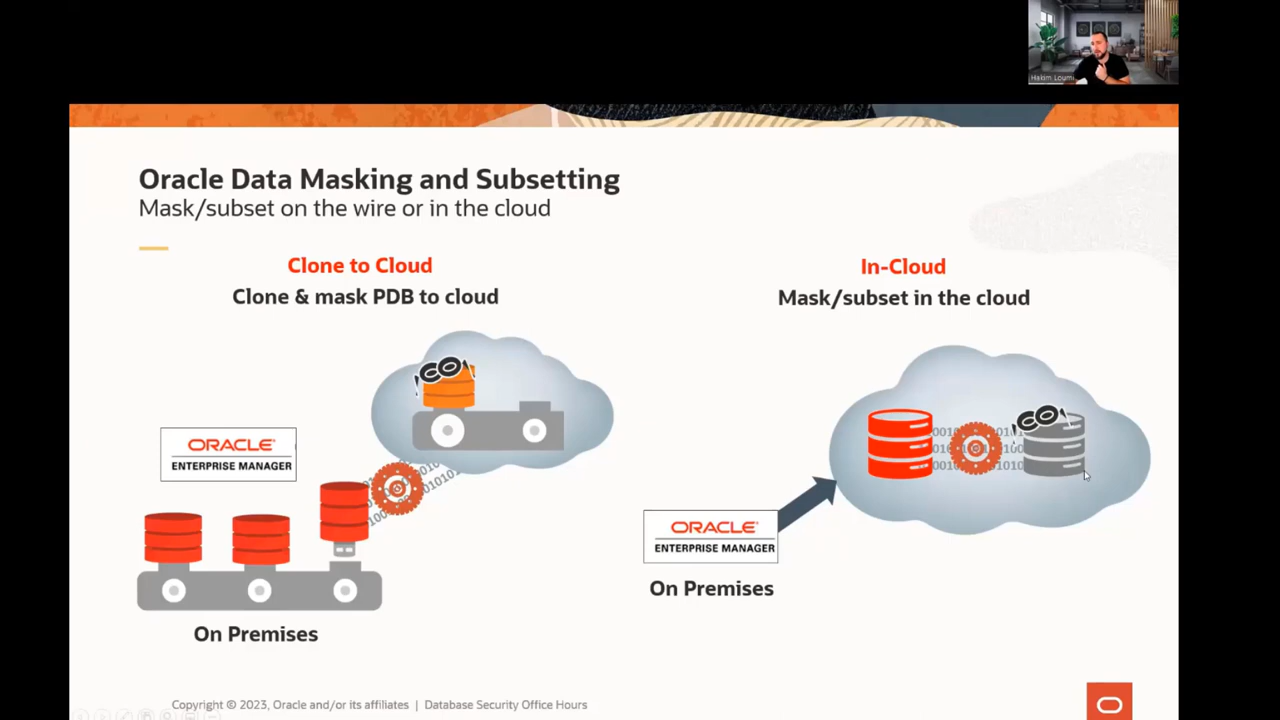 Hakim Loumi
Oracle Data Masking and Subsetting
Mask/subset on the wire or in the cloud
Clone to Cloud
Clone & mask PDB to cloud
ORACLE
ENTERPRISE MANAGER
On Premises
In-Cloud
Mask/subset in the cloud
ORACLE
ENTERPRISE MANAGER
On Premises
Copyright © 2023, Oracle and/or its affiliates | Database Security Office Hours